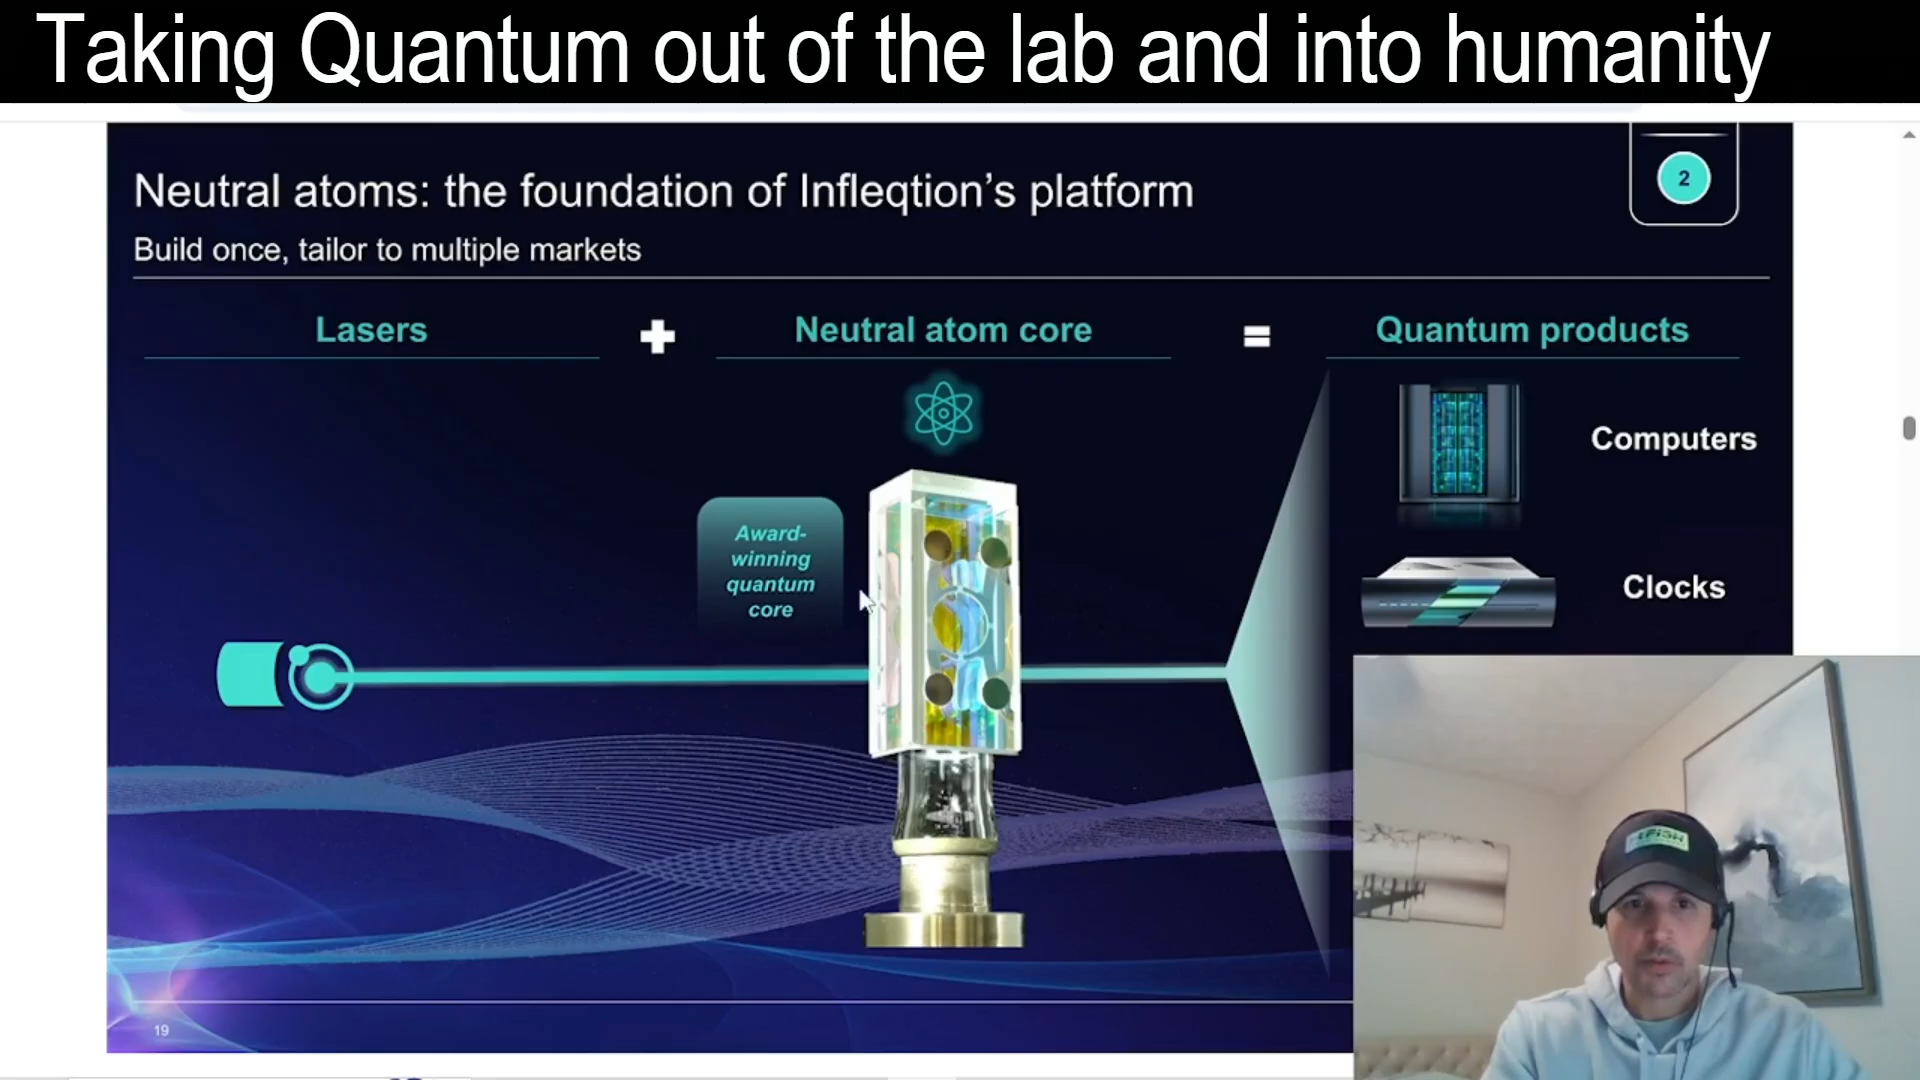 Taking Quantum out of the lab and into humanity
2
Neutral atoms: the foundation of Infleqtion's platform
Build once, tailor to multiple markets
Lasers
Neutral atom core
Quantum products
Computers
Award-
winning
quantum
core
Clocks
19